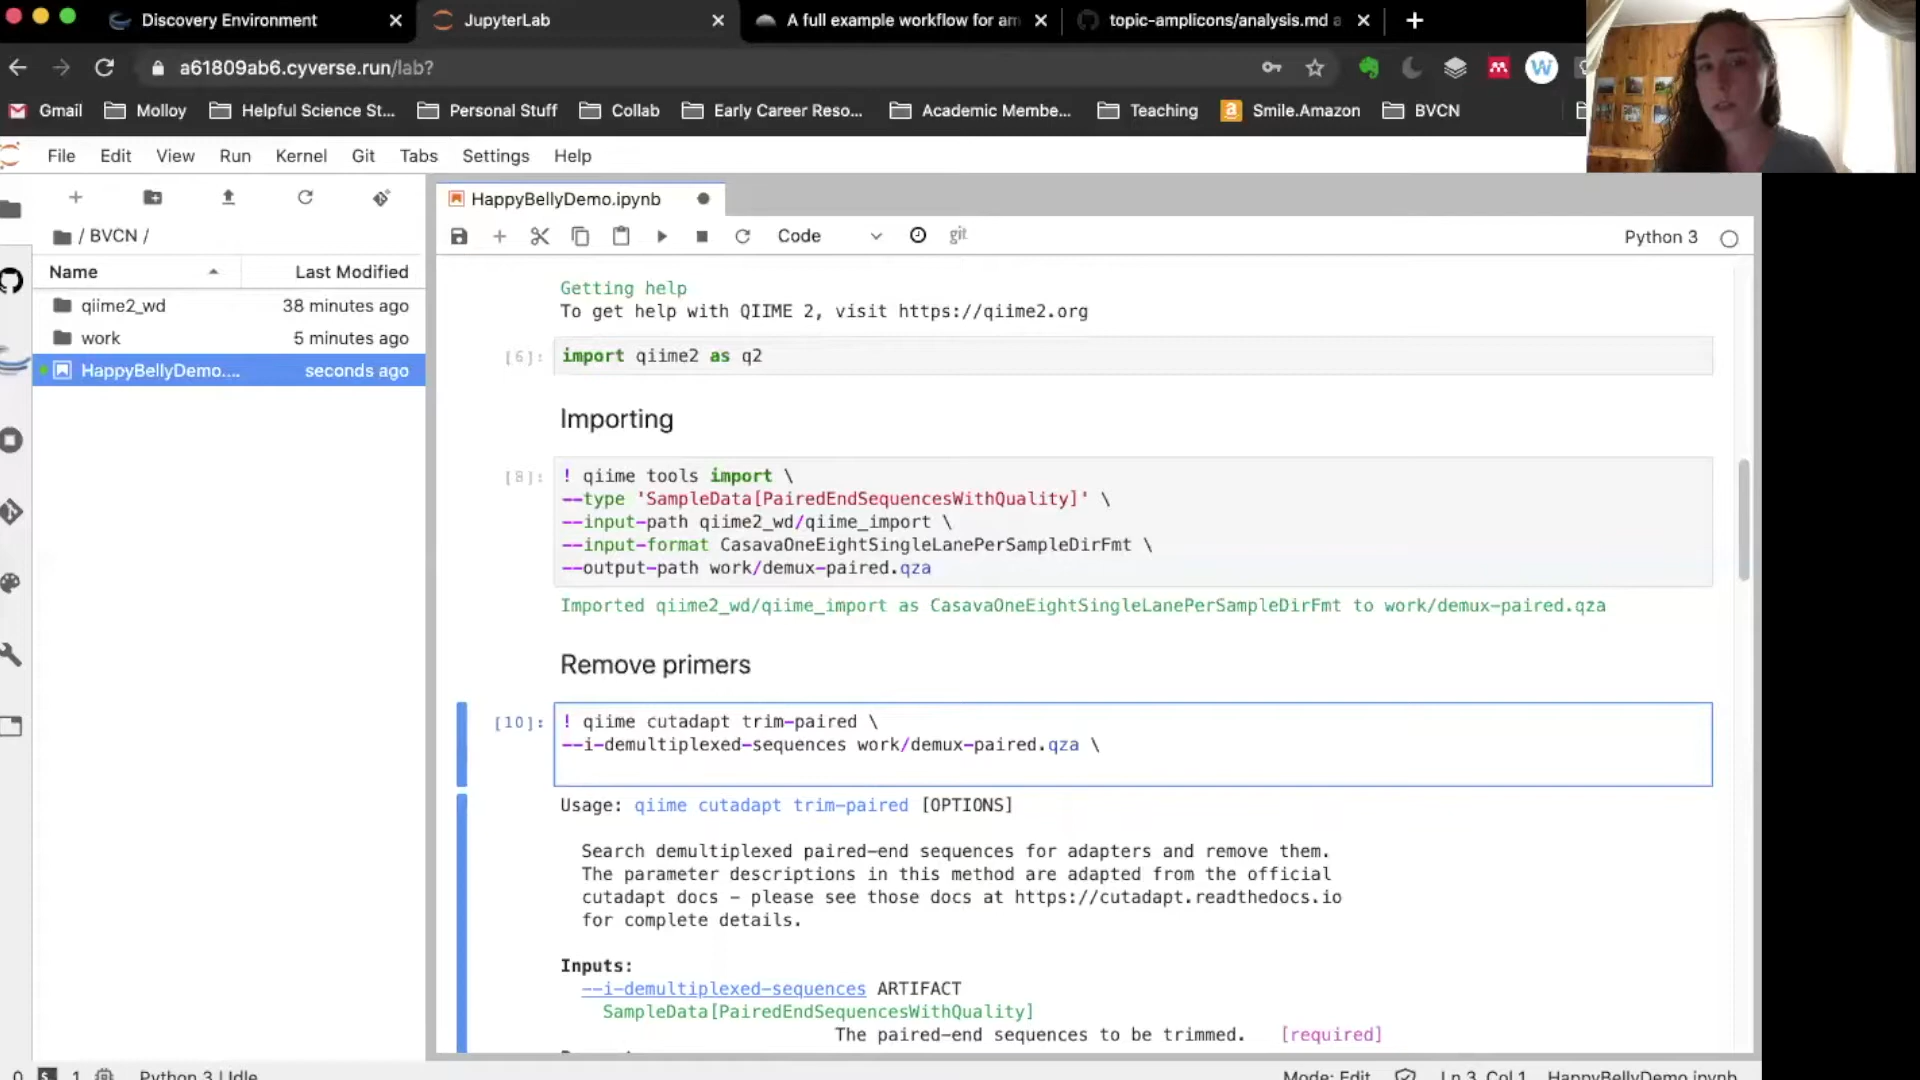 Discovery Environment
JupyterLab
A full example workflow for am
topic-amplicons/analysis.md a
a61809ab6.cyverse.run/lab?
W
Gmail
Molloy
Helpful Science St...
Personal Stuff
Collab
Early Career Reso...
Academic Membe...
Teaching
Smile.Amazon
BVCN
File Edit View Run Kernel Git Tabs Settings Help
HappyBellyDemo.ipynb
/ BVCN /
Code
git
Python 3
Name
Last Modified
qiime2_wd 38 minutes ago
work 5 minutes ago
HappyBellyDemo.... seconds ago
Getting help
To get help with QIIME 2, visit https://qiime2.org
[6]: import qiime2 as q2
Importing
[8]: ! qiime tools import \
--type 'SampleData[PairedEndSequencesWithQuality]' \
--input-path qiime2_wd/qiime_import \
--input-format CasavaOneEightSingleLanePerSampleDirFmt \
--output-path work/demux-paired.qza
Imported qiime2_wd/qiime_import as CasavaOneEightSingleLanePerSampleDirFmt to work/demux-paired.qza
Remove primers
[10]: ! qiime cutadapt trim-paired \
--i-demultiplexed-sequences work/demux-paired.qza \
Usage: qiime cutadapt trim-paired [OPTIONS]
Search demultiplexed paired-end sequences for adapters and remove them.
The parameter descriptions in this method are adapted from the official
cutadapt docs - please see those docs at https://cutadapt.readthedocs.io
for complete details.
Inputs:
--i-demultiplexed-sequences ARTIFACT
SampleData[PairedEndSequencesWithQuality]
The paired-end sequences to be trimmed. [required]
0 1 Python 3 | Idle
Mode: Edit Ln 3, Col 1 HappyBellyDemo.ipynb